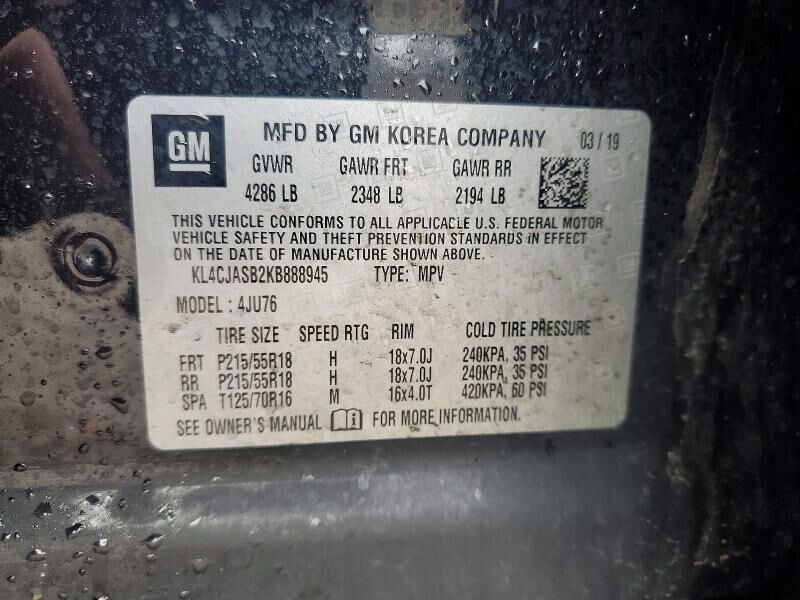 GM MFD BY GM KOREA COMPANY 03 / 19
GVWR GAWR FRT GAWR RR
4286 LB 2348 LB 2194 LB
THIS VEHICLE CONFORMS TO ALL APPLICABLE U.S. FEDERAL MOTOR
VEHICLE SAFETY AND THEFT PREVENTION STANDARDS IN EFFECT
ON THE DATE OF MANUFACTURE SHOWN ABOVE.
KL4CJASB2KB888945 TYPE: MPV
MODEL : 4JU76
TIRE SIZE SPEED RTG RIM COLD TIRE PRESSURE
FRT P215/55R18 H 18x7.0J 240KPA, 35 PSI
RR P215/55R18 H 18x7.0J 240KPA, 35 PSI
SPA T125/70R16 M 16x4.0T 420KPA, 60 PSI
SEE OWNER'S MANUAL i FOR MORE INFORMATION.